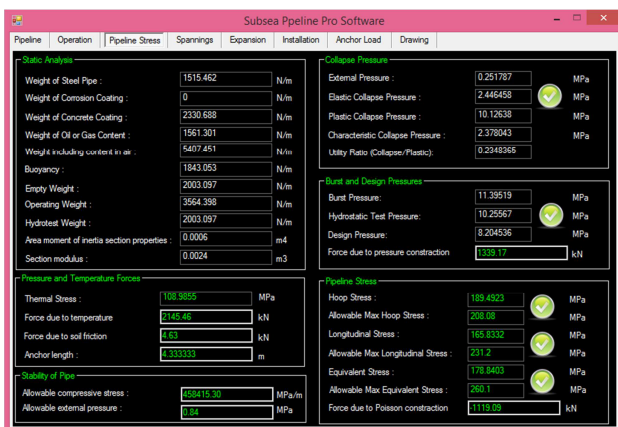 Subsea Ppeline Pro Software
Pipeline Operation Pipeline Stress Spannings Expansion Installation Anchor Load Drawing
Static Analysis
Weight of Steel Pipe : 1515.462 N/m
Weight of Corrosion Coating : 0 N/m
Weight of Concrete Coating : 2330.688 N/m
Weight of Oil or Gas Content : 1561.301 N/m
Weight including content in air : 5407.451 N/m
Buoyancy : 1843.053 N/m
Empty Weight : 2003.097 N/m
Operating Weight : 3564.398 N/m
Hydrotest Weight : 2003.097 N/m
Area moment of inertia section properties : 0.0006 m4
Section modulus : 0.0024 m3
Pressure and Temperature Forces
Thermal Stress : 108.9855 MPa
Force due to temperature 2145.46 kN
Force due to soil friction 4.63 kN
Anchor length : 4.333333 m
Stability of Pipe
Allowable compressive stress : 458415.30 MPa/m
Allowable external pressure : 0.84 MPa
Collapse Pressure
External Pressure : 0.251787 MPa
Elastic Collapse Pressure : 2.446458 MPa
Plastic Collapse Pressure : 10.12638 MPa
Characteristic Collapse Pressure : 2.378043 MPa
Utility Ratio (Collapse/Plastic): 0.2348365
Burst and Design Pressures
Burst Pressure: 11.39519 MPa
Hydrostatic Test Pressure: 10.25567 MPa
Design Pressure: 8.204536 MPa
Force due to pressure constraction 1339.17 kN
Pipeline Stress
Hoop Stress : 189.4923 MPa
Allowable Max Hoop Stress : 208.08 MPa
Longitudinal Stress : 165.8332 MPa
Allowable Max Longitudinal Stress : 231.2 MPa
Equivalent Stress : 178.8403 MPa
Allowable Max Equivalent Stress : 260.1 MPa
Force due to Poisson constraction -1119.09 kN